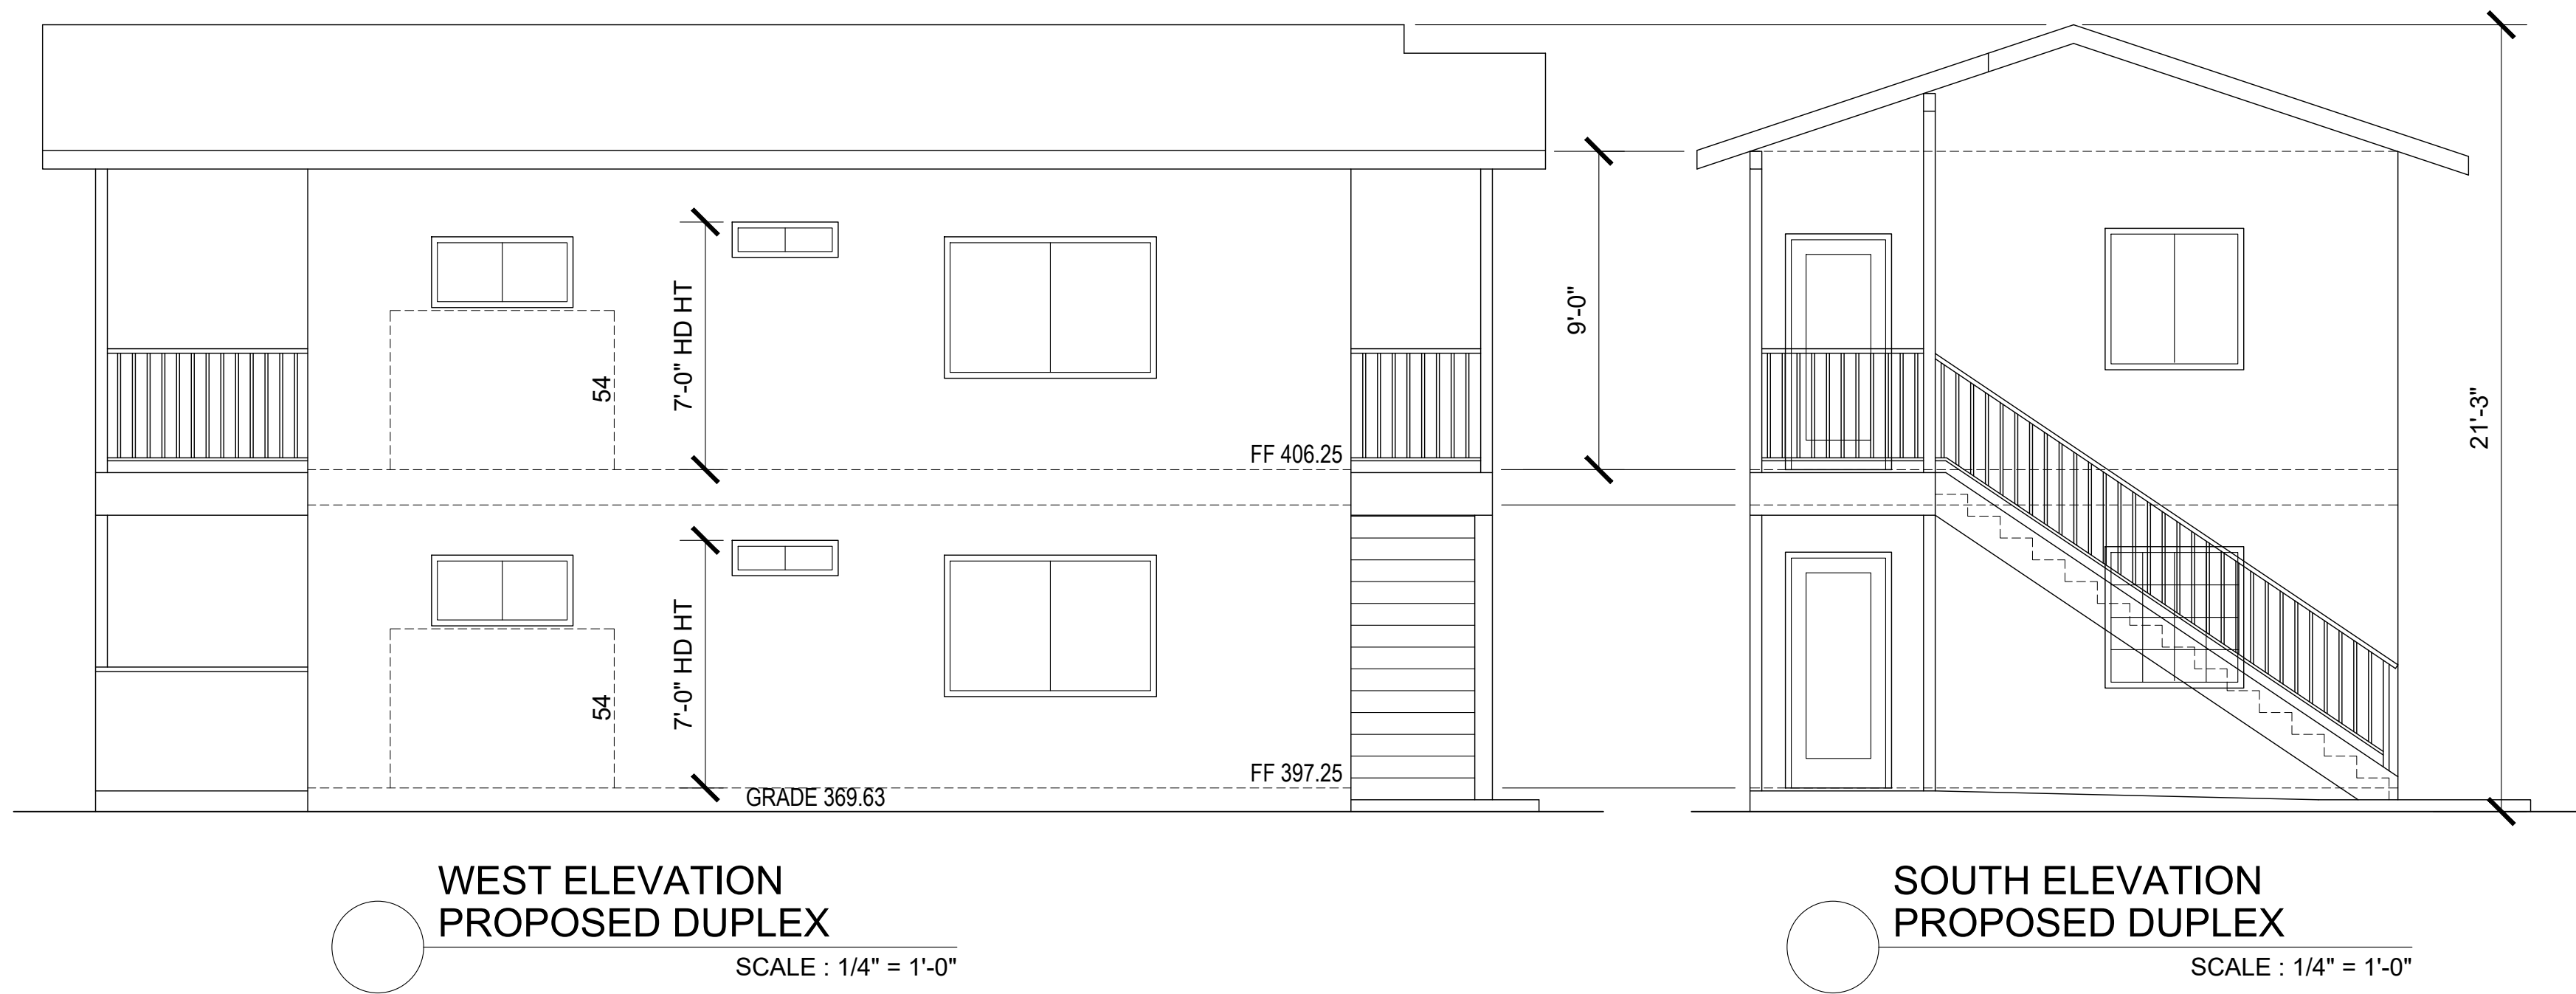 7'-0" HD HT
54
FF 406.25
9'-0"
21'-3"
7'-0" HD HT
54
FF 397.25
GRADE 369.63
WEST ELEVATION
PROPOSED DUPLEX
SCALE : 1/4" = 1'-0"
SOUTH ELEVATION
PROPOSED DUPLEX
SCALE : 1/4" = 1'-0"